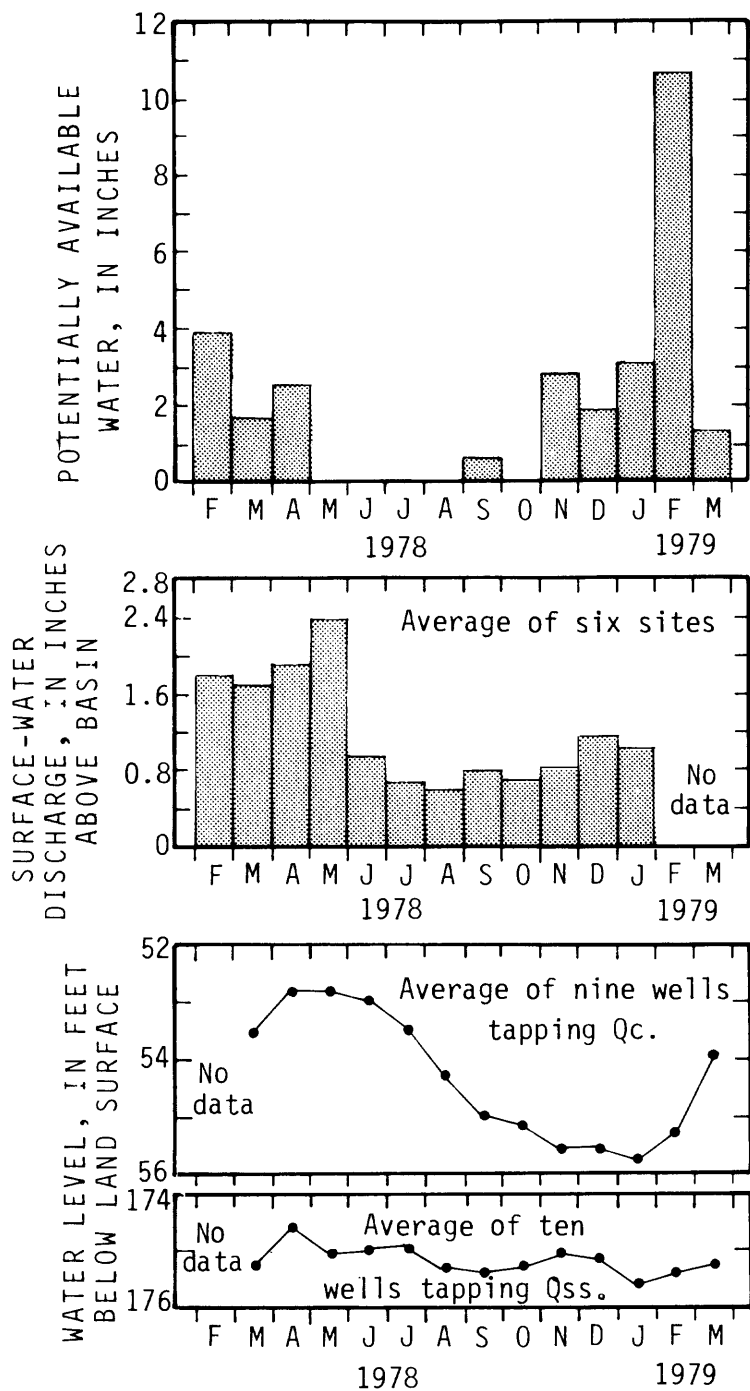 POTENTIALLY AVAILABLE
WATER, IN INCHES
12
10
8
6
4
2
0
F M A M J J A S O N D J F M
1978 1979
SURFACE-WATER
DISCHARGE, IN INCHES
ABOVE BASIN
2.8
2.4
1.6
0.8
0
Average of six sites
No
data
F M A M J J A S O N D J F M
1978 1979
WATER LEVEL, IN FEET
BELOW LAND SURFACE
52
54
56
Average of nine wells
tapping Qc.
No
data
174
176
No
data
Average of ten
wells tapping Qss.
F M A M J J A S O N D J F M
1978 1979